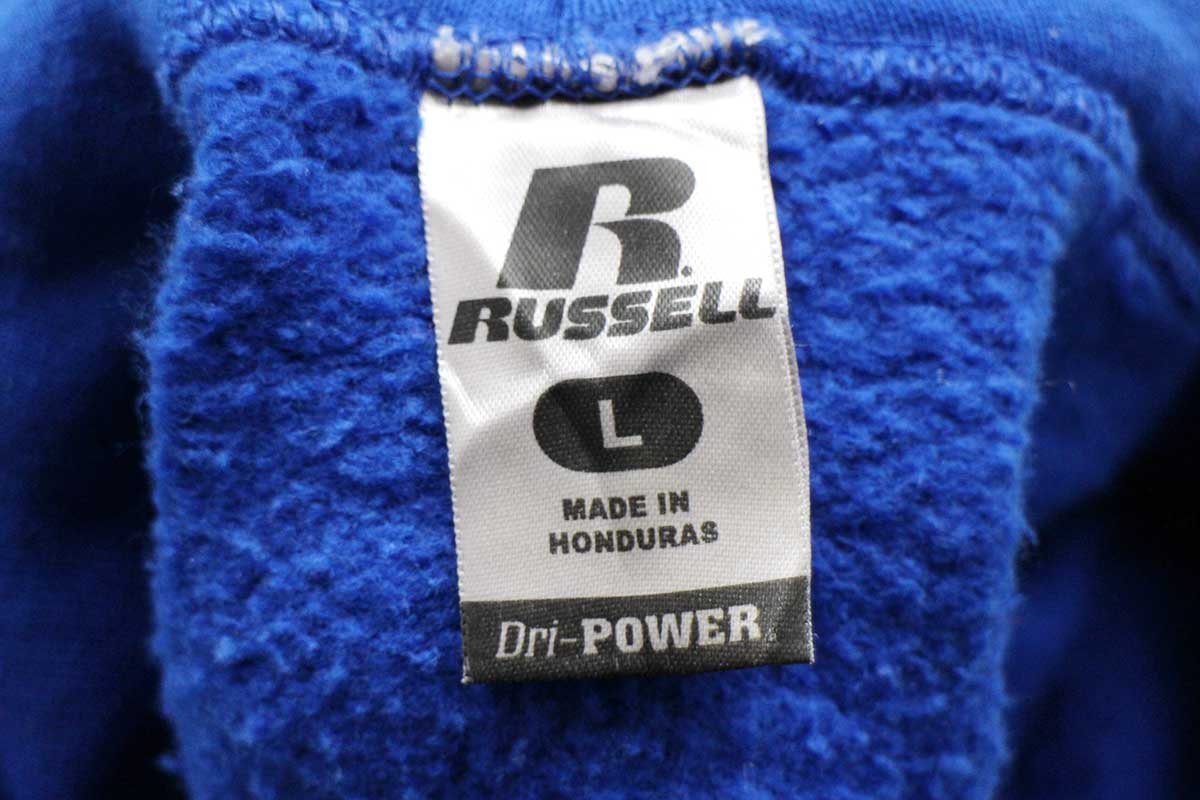 R
RUSSELL
L
MADE IN
HONDURAS
Dri-POWER